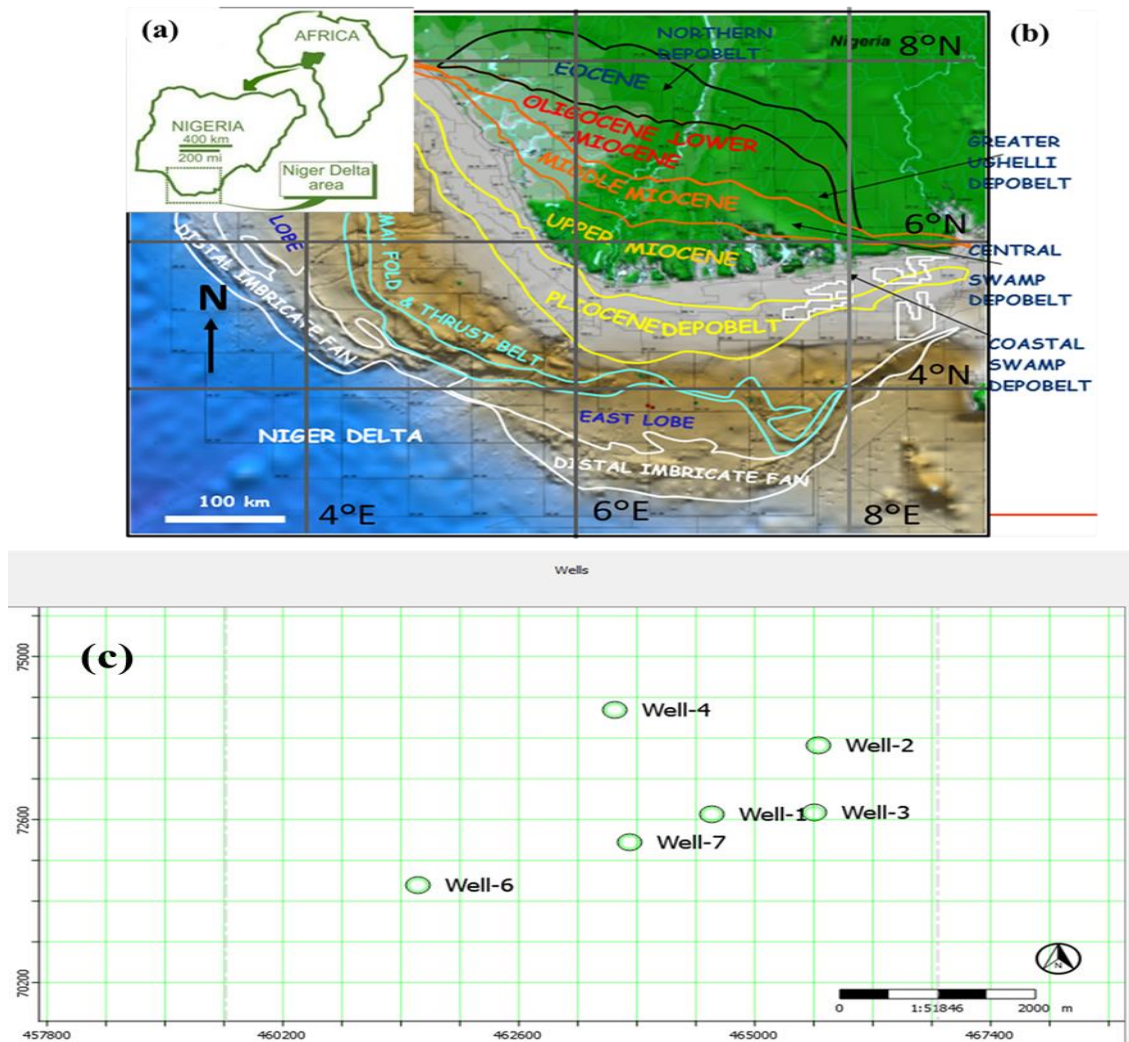 (a)
AFRICA
NIGERIA
400 km
200 mi
Niger Delta
area
(b)
NORTHERN
DEPOBELT
Nigeria
8°N
EOCENE
OLIGOCENE LOWER
MIOCENE
MIDDLE MIOCENE
UPPER MIOCENE
GREATER
UGHELLI
DEPOBELT
6°N
CENTRAL
SWAMP
DEPOBELT
COASTAL
SWAMP
DEPOBELT
4°N
LOBE
DISTAL IMBRICATE FAN
MAI FOLD & THRUST BELT
PLIOCENE DEPOBELT
N
EAST LOBE
NIGER DELTA
DISTAL IMBRICATE FAN
100 km
4°E
6°E
8°E
Wells
(c)
75000
72600
70200
Well-4
Well-2
Well-1
Well-3
Well-7
Well-6
N
0
1:51846
2000 m
457800
460200
462600
465000
467400